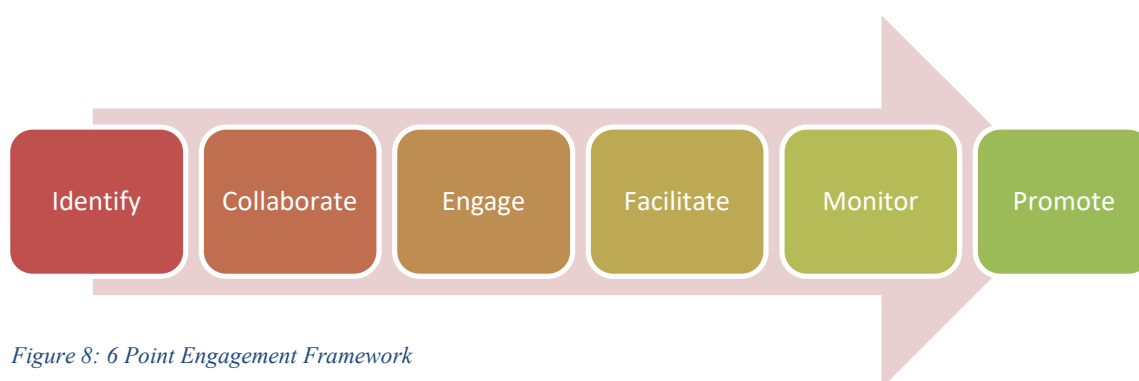 Identify
Collaborate
Engage
Facilitate
Monitor
Promote
Figure 8: 6 Point Engagement Framework